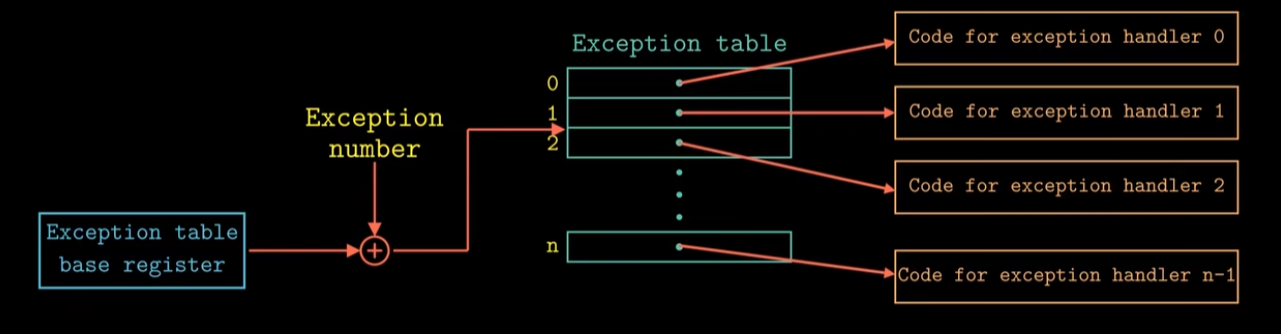 Exception table
Code for exception handler 0
0
Exception
number
1
Code for exception handler 1
2
Code for exception handler 2
Exception table
base register
+
n
Code for exception handler n-1